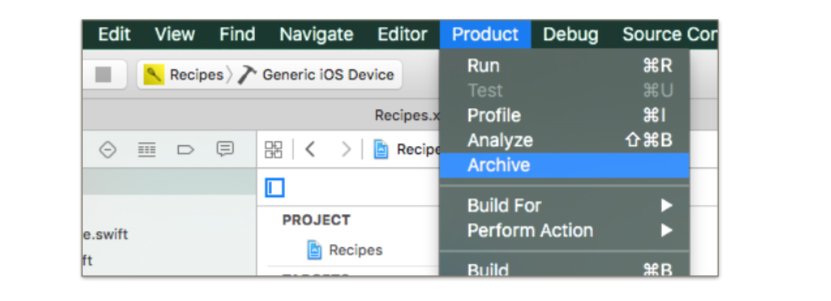 Edit View Find Navigate Editor Product Debug Source Con
Recipes Generic iOS Device
Run ⌘R
Test ⌘U
Profile ⌘I
Analyze ⇧⌘B
Archive
Recipes.x
Recipe
Build For
Perform Action
Build ⌘B
PROJECT
Recipes
e.swift
ft